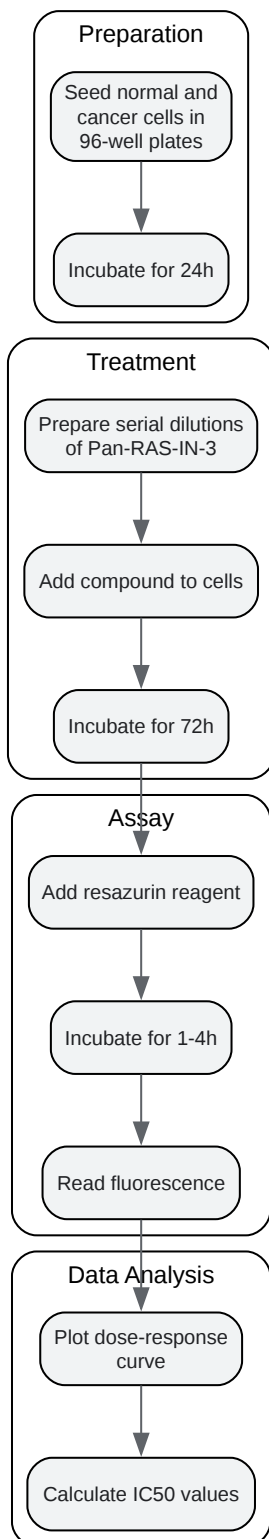 Preparation
Seed normal and
cancer cells in
96-well plates
Incubate for 24h
Treatment
Prepare serial dilutions
of Pan-RAS-IN-3
Add compound to cells
Incubate for 72h
Assay
Add resazurin reagent
Incubate for 1-4h
Read fluorescence
Data Analysis
Plot dose-response
curve
Calculate IC50 values